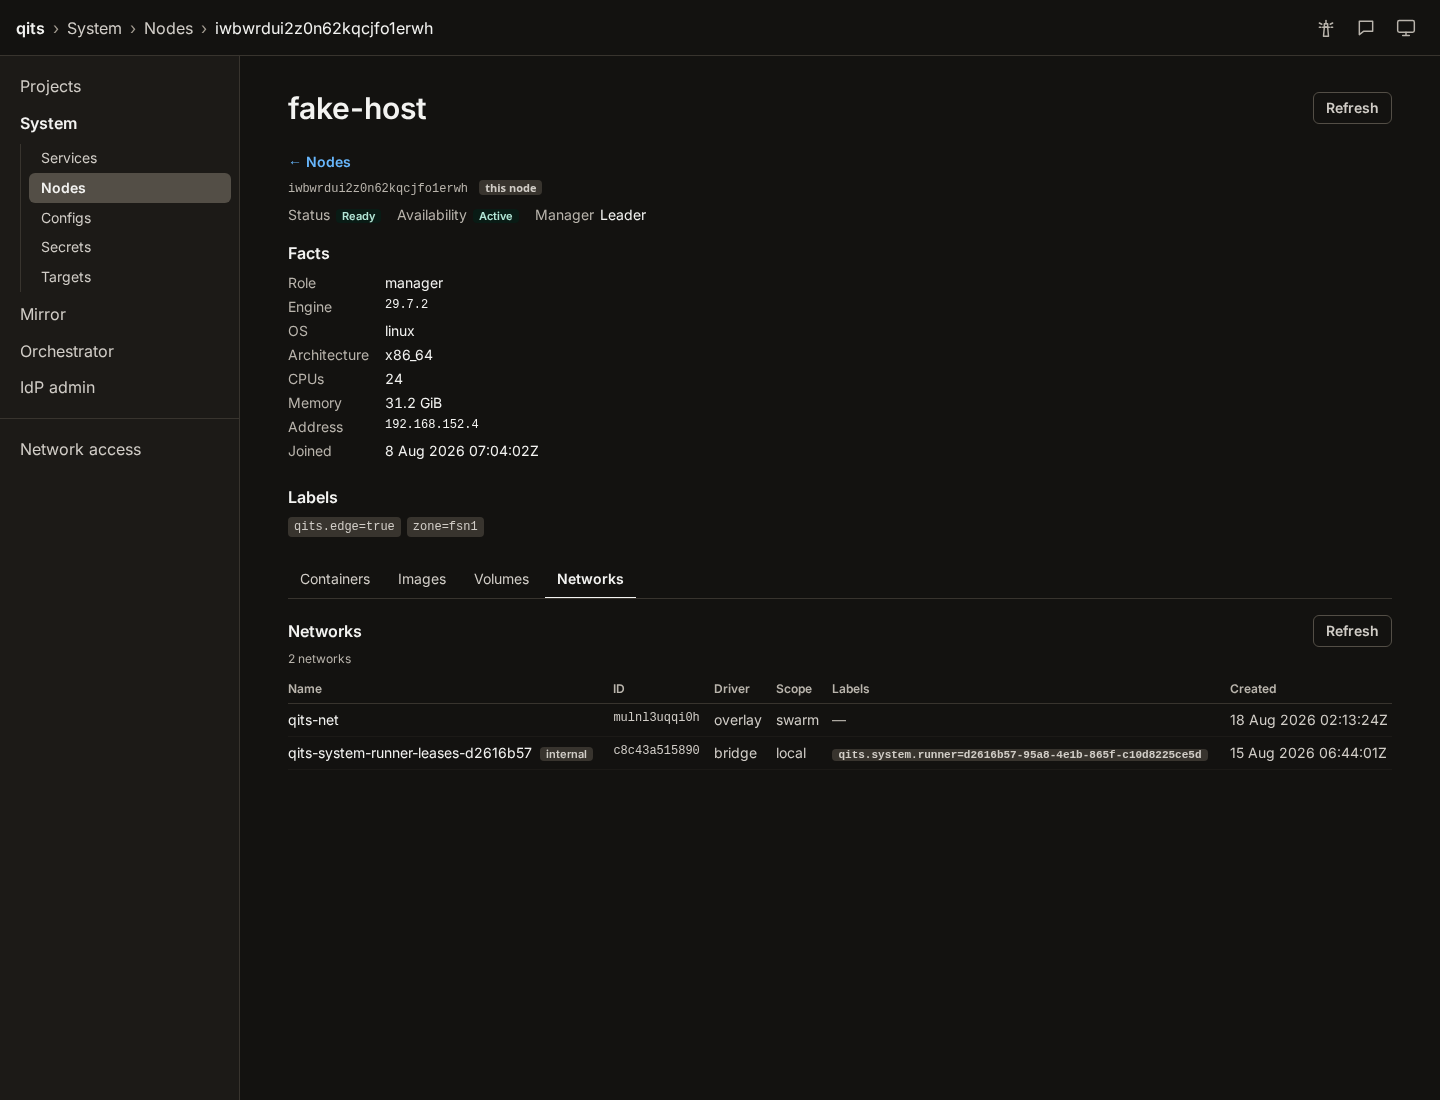 qits › System › Nodes › iwbwrdui2z0n62kqcjfo1erwh
Projects
System
Services
Nodes
Configs
Secrets
Targets
Mirror
Orchestrator
IdP admin
Network access
fake-host
Refresh
← Nodes
iwbwrdui2z0n62kqcjfo1erwh this node
Status Ready Availability Active Manager Leader
Facts
Role manager
Engine 29.7.2
OS linux
Architecture x86_64
CPUs 24
Memory 31.2 GiB
Address 192.168.152.4
Joined 8 Aug 2026 07:04:02Z
Labels
qits.edge=true zone=fsn1
Containers Images Volumes Networks
Networks
Refresh
2 networks
Name ID Driver Scope Labels Created
qits-net mulnl3uqqi0h overlay swarm — 18 Aug 2026 02:13:24Z
qits-system-runner-leases-d2616b57 internal c8c43a515890 bridge local qits.system.runner=d2616b57-95a8-4e1b-865f-c10d8225ce5d 15 Aug 2026 06:44:01Z